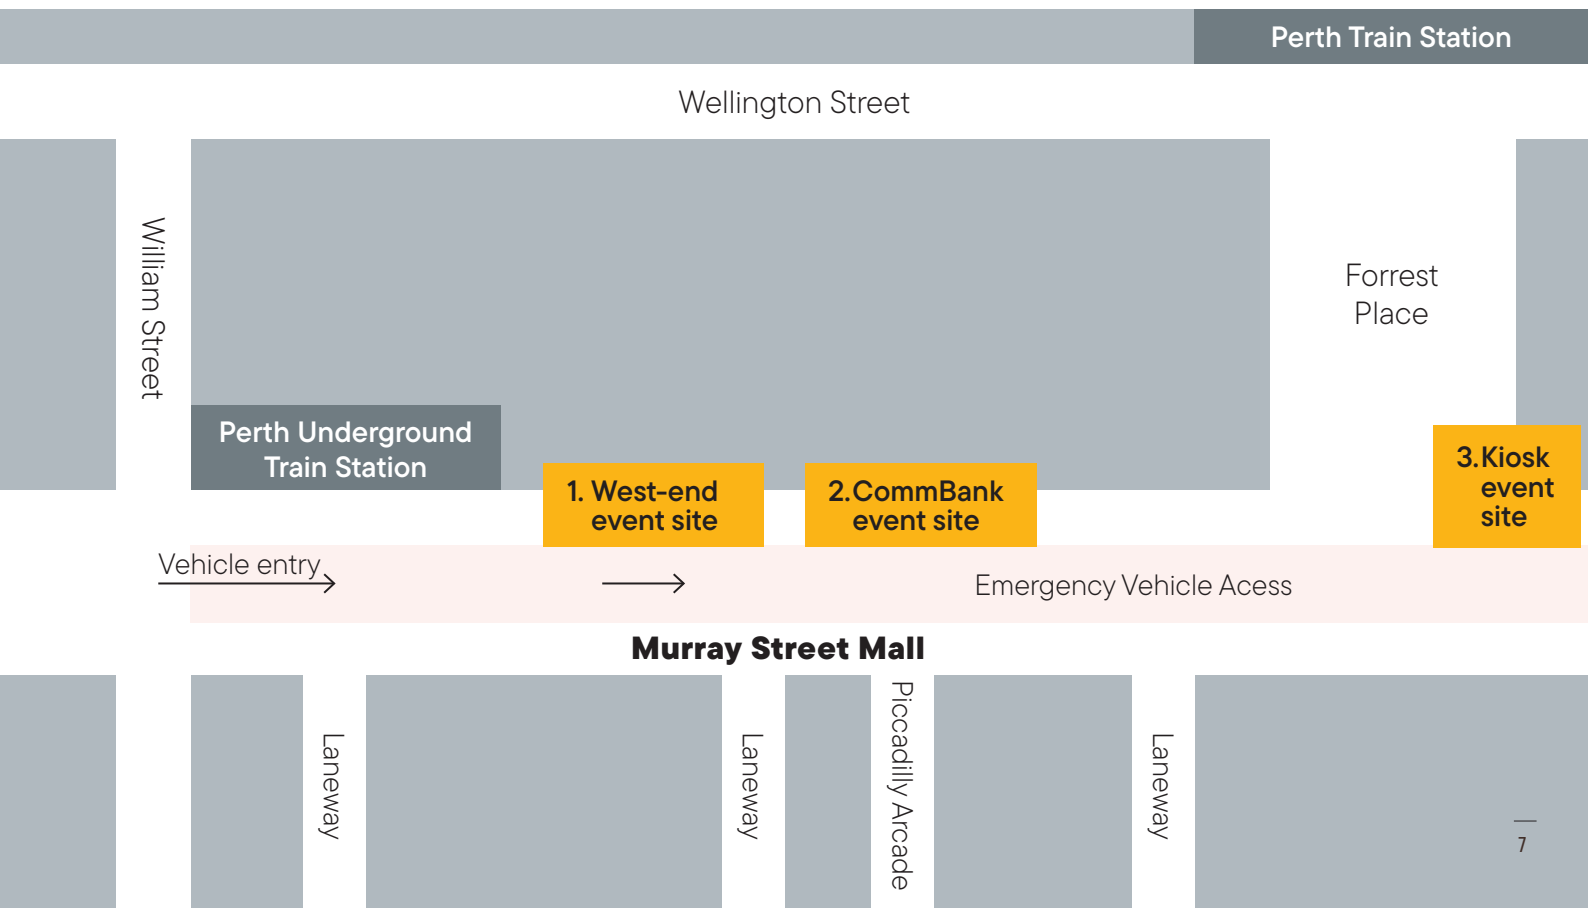 Perth Train Station
Wellington Street
William Street
Forrest
Place
Perth Underground
Train Station
1. West-end
event site
2. CommBank
event site
3. Kiosk
event
site
Vehicle entry
Emergency Vehicle Acess
Murray Street Mall
Laneway
Laneway
Piccadilly Arcade
Laneway
7